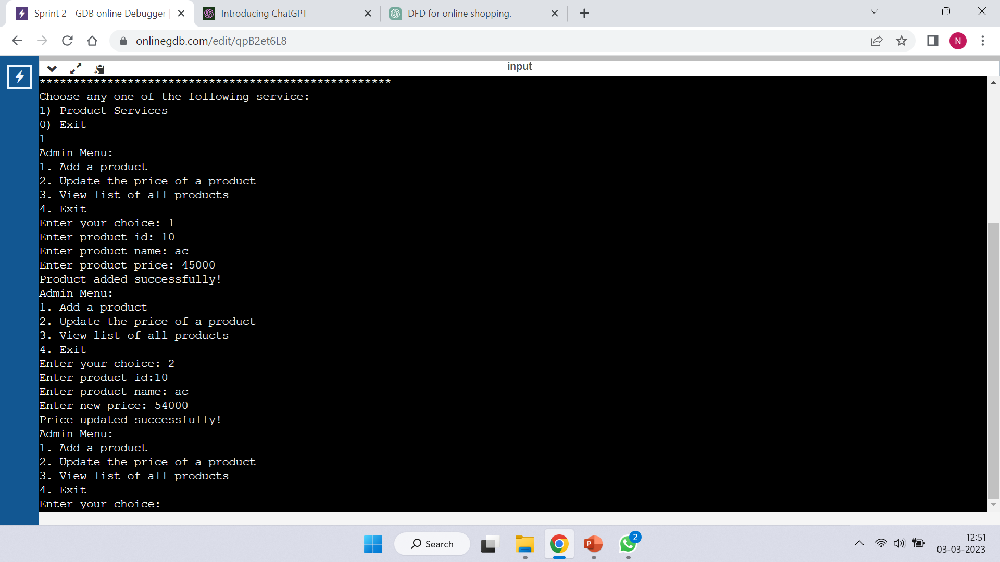 Sprint 2 - GDB online Debugger
Introducing ChatGPT
DFD for online shopping.
onlinegdb.com/edit/qpB2et6L8
N
input
****************************************************
Choose any one of the following service:
1) Product Services
0) Exit
1
Admin Menu:
1. Add a product
2. Update the price of a product
3. View list of all products
4. Exit
Enter your choice: 1
Enter product id: 10
Enter product name: ac
Enter product price: 45000
Product added successfully!
Admin Menu:
1. Add a product
2. Update the price of a product
3. View list of all products
4. Exit
Enter your choice: 2
Enter product id:10
Enter product name: ac
Enter new price: 54000
Price updated successfully!
Admin Menu:
1. Add a product
2. Update the price of a product
3. View list of all products
4. Exit
Enter your choice:
Search
P
2
12:51
03-03-2023